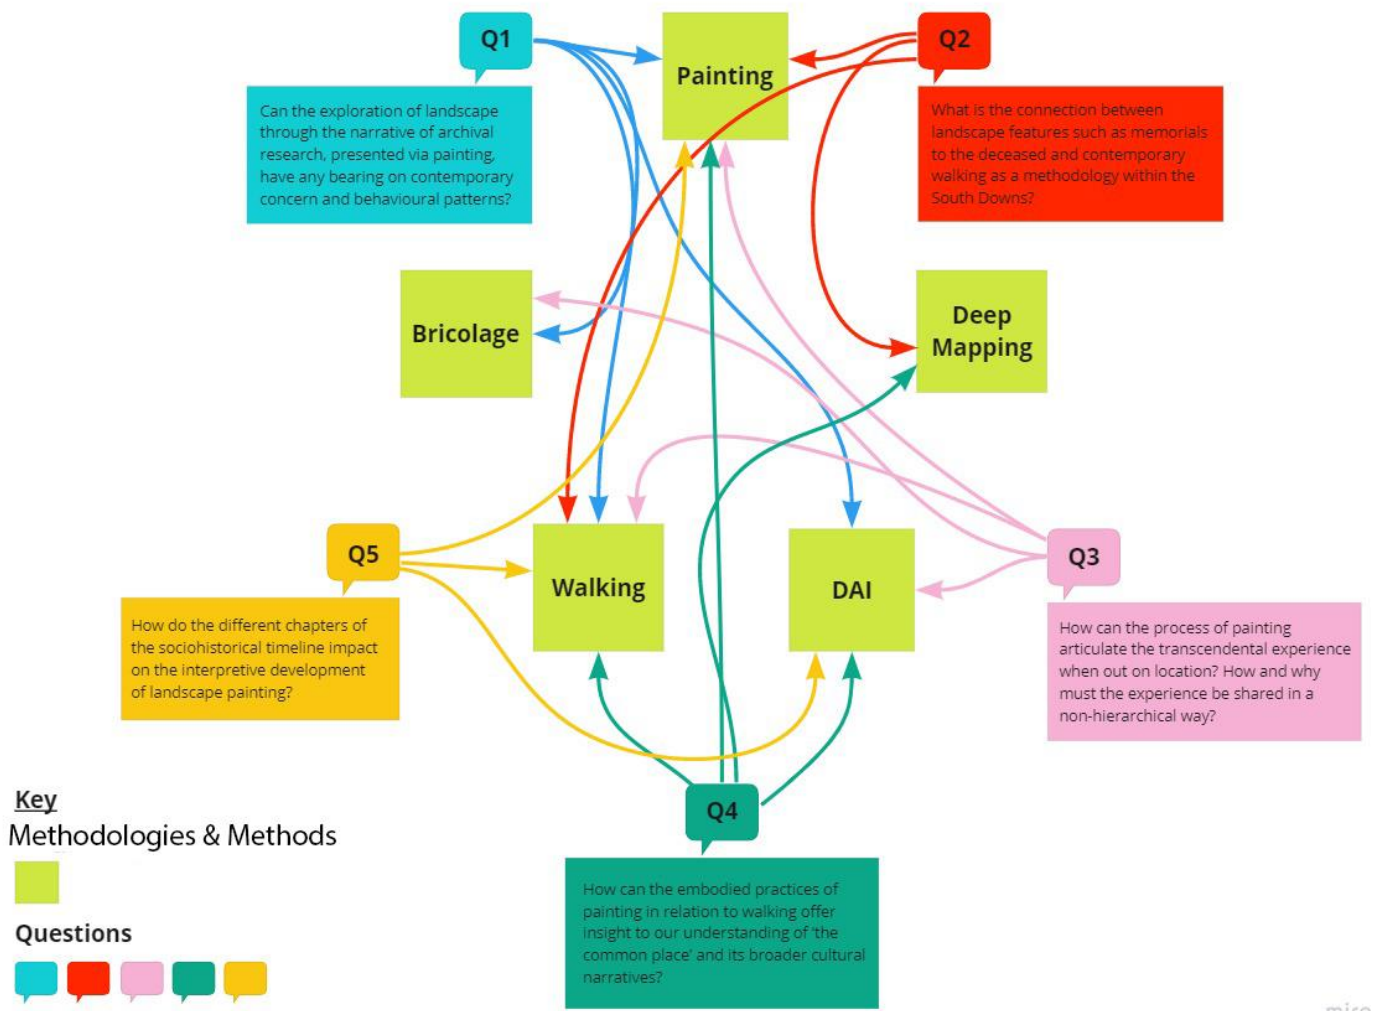 Q1
Can the exploration of landscape
through the narrative of archival
research, presented via painting,
have any bearing on contemporary
concern and behavioural patterns?
Painting
Q2
What is the connection between
landscape features such as memorials
to the deceased and contemporary
walking as a methodology within the
South Downs?
Bricolage
Deep
Mapping
Q5
How do the different chapters of
the sociohistorical timeline impact
on the interpretive development
of landscape painting?
Walking
DAI
Q3
How can the process of painting
articulate the transcendental experience
when out on location? How and why
must the experience be shared in a
non-hierarchical way?
Q4
How can the embodied practices of
painting in relation to walking offer
insight to our understanding of 'the
common place' and its broader cultural
narratives?
Key
Methodologies & Methods
Questions